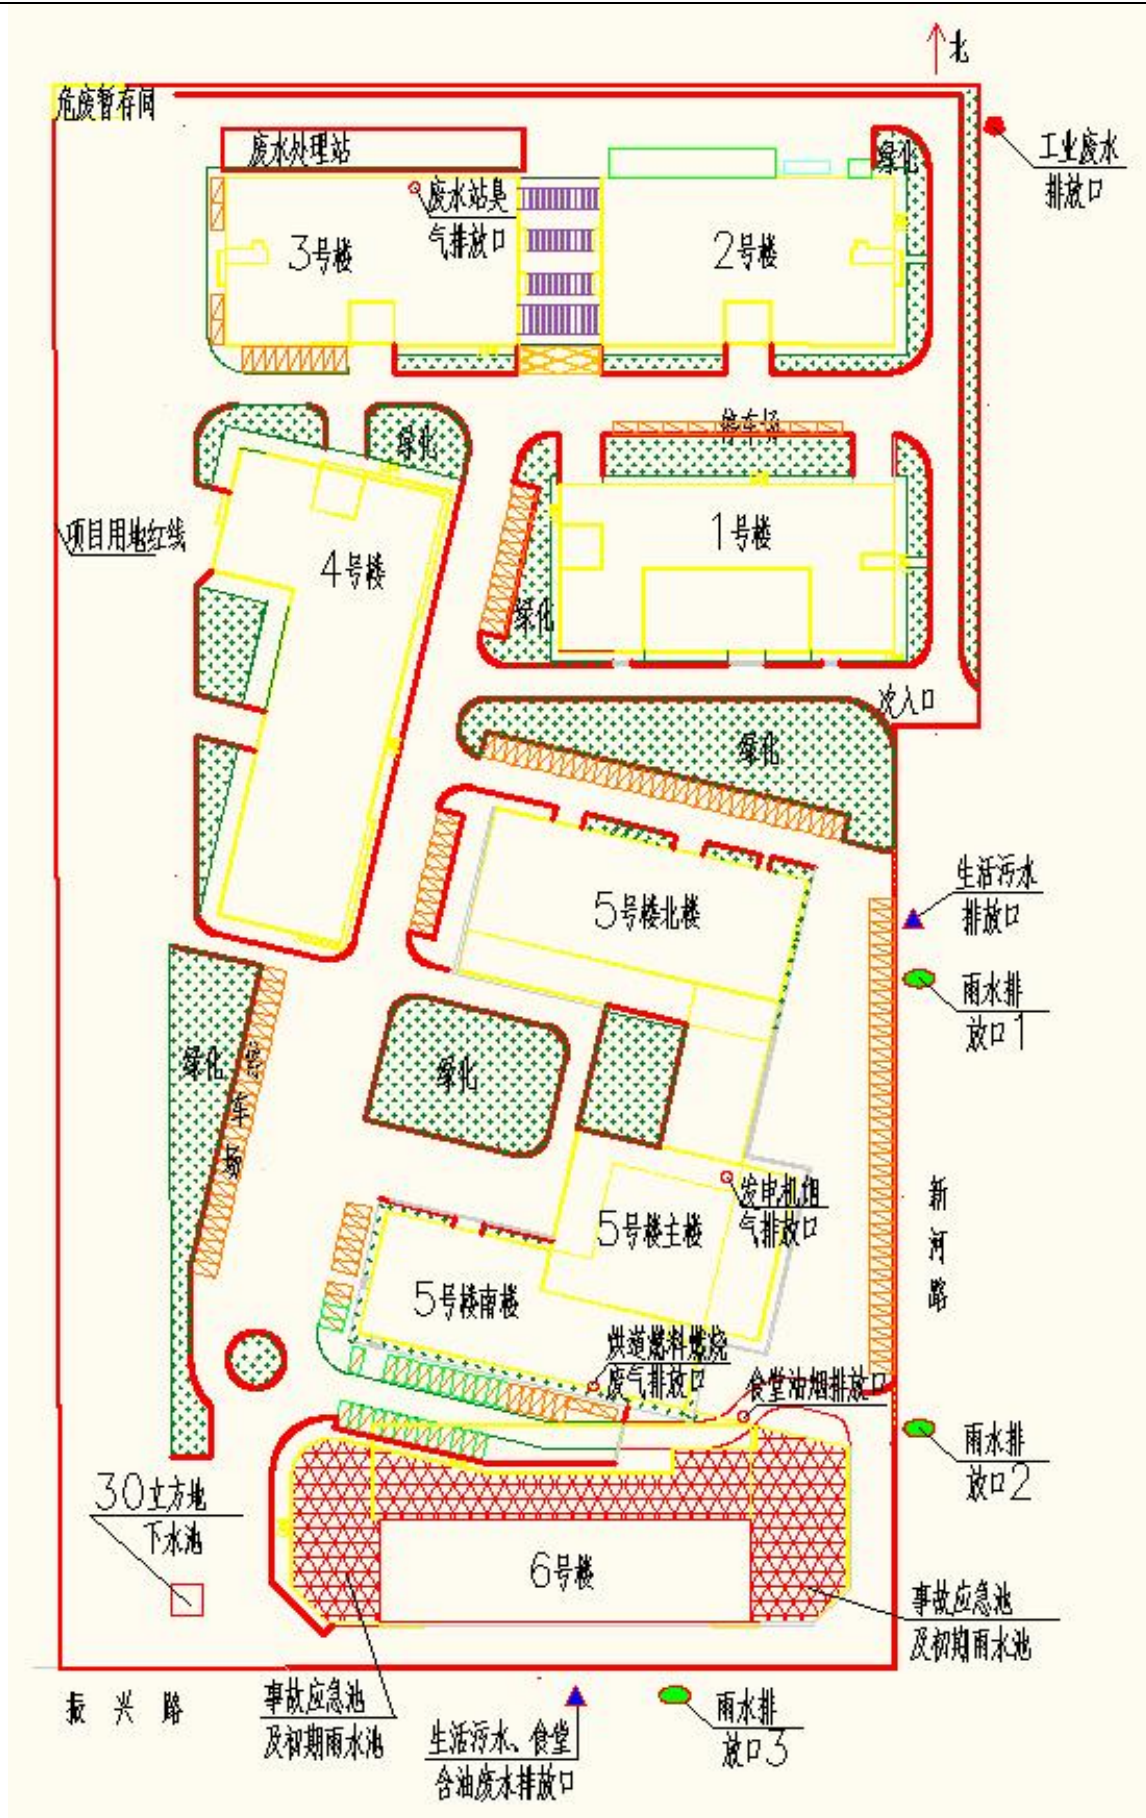 北
危废暂存间
废水处理站
绿化
工业废水
排放口
废水站臭
气排放口
3号楼
2号楼
停车场
绿化
1号楼
项目用地红线
4号楼
绿化
次入口
绿化
生活污水
排放口
5号楼北楼
雨水排
放口1
绿化
停
车
场
绿化
新
河
路
发电机烟
气排放口
5号楼主楼
5号楼南楼
烘道燃料燃烧
废气排放口
食堂油烟排放口
雨水排
放口2
30立方地
下水池
6号楼
事故应急池
及初期雨水池
振 兴 路
事故应急池
及初期雨水池
生活污水、食堂
含油废水排放口
雨水排
放口3